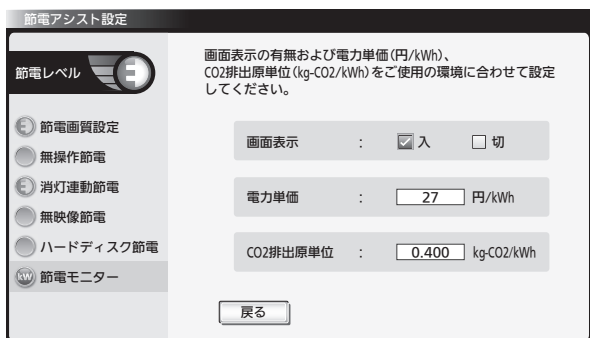 節電アシスト設定
節電レベル
節電画質設定
無操作節電
消灯連動節電
無映像節電
ハードディスク節電
kW 節電モニター
画面表示の有無および電力単価(円/kWh)、
CO2排出原単位(kg-CO2/kWh)をご使用の環境に合わせて設定
してください。
画面表示 : 入 切
電力単価 : 27 円/kWh
CO2排出原単位 : 0.400 kg-CO2/kWh
戻る